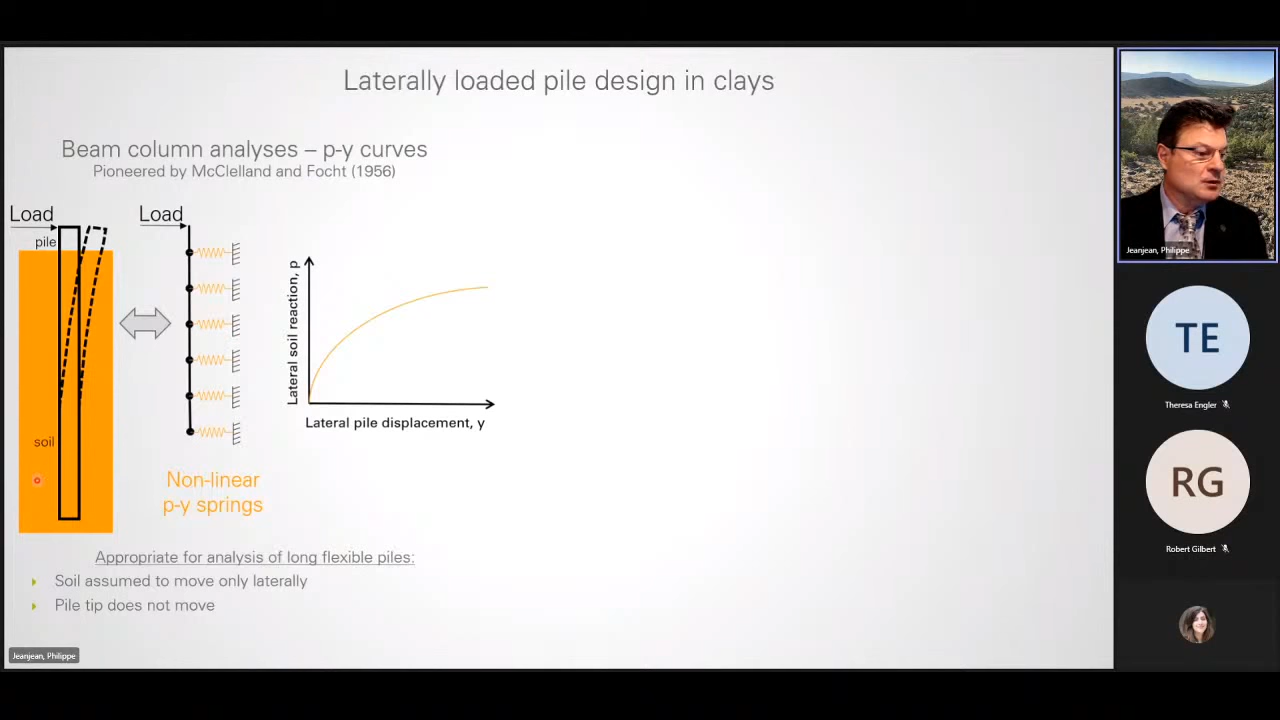 Laterally loaded pile design in clays
Beam column analyses – p-y curves
Pioneered by McClelland and Focht (1956)
Load
pile
soil
Load
Non-linear
p-y springs
Lateral soil reaction, p
Lateral pile displacement, y
Appropriate for analysis of long flexible piles:
Soil assumed to move only laterally
Pile tip does not move
Jeanjean, Philippe
Jeanjean, Philippe
TE
Theresa Engler
RG
Robert Gilbert